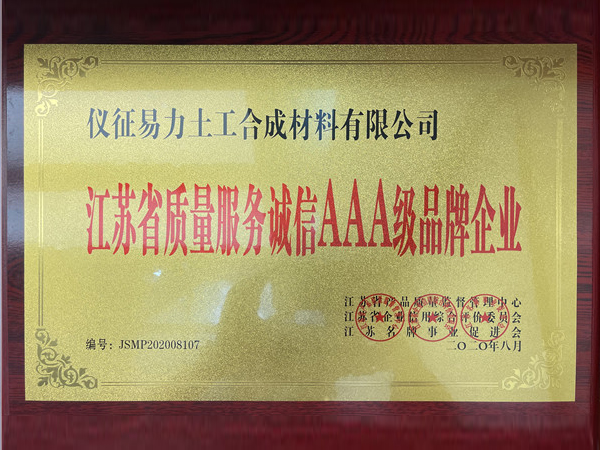 仪征易力土工合成材料有限公司
江苏省质量服务诚信AAA级品牌企业
江苏省产品质量监督管理中心
江苏省企业信用综合评价委员会
江苏名牌事业促进会
二〇二〇年八月
编号：JSMP202008107